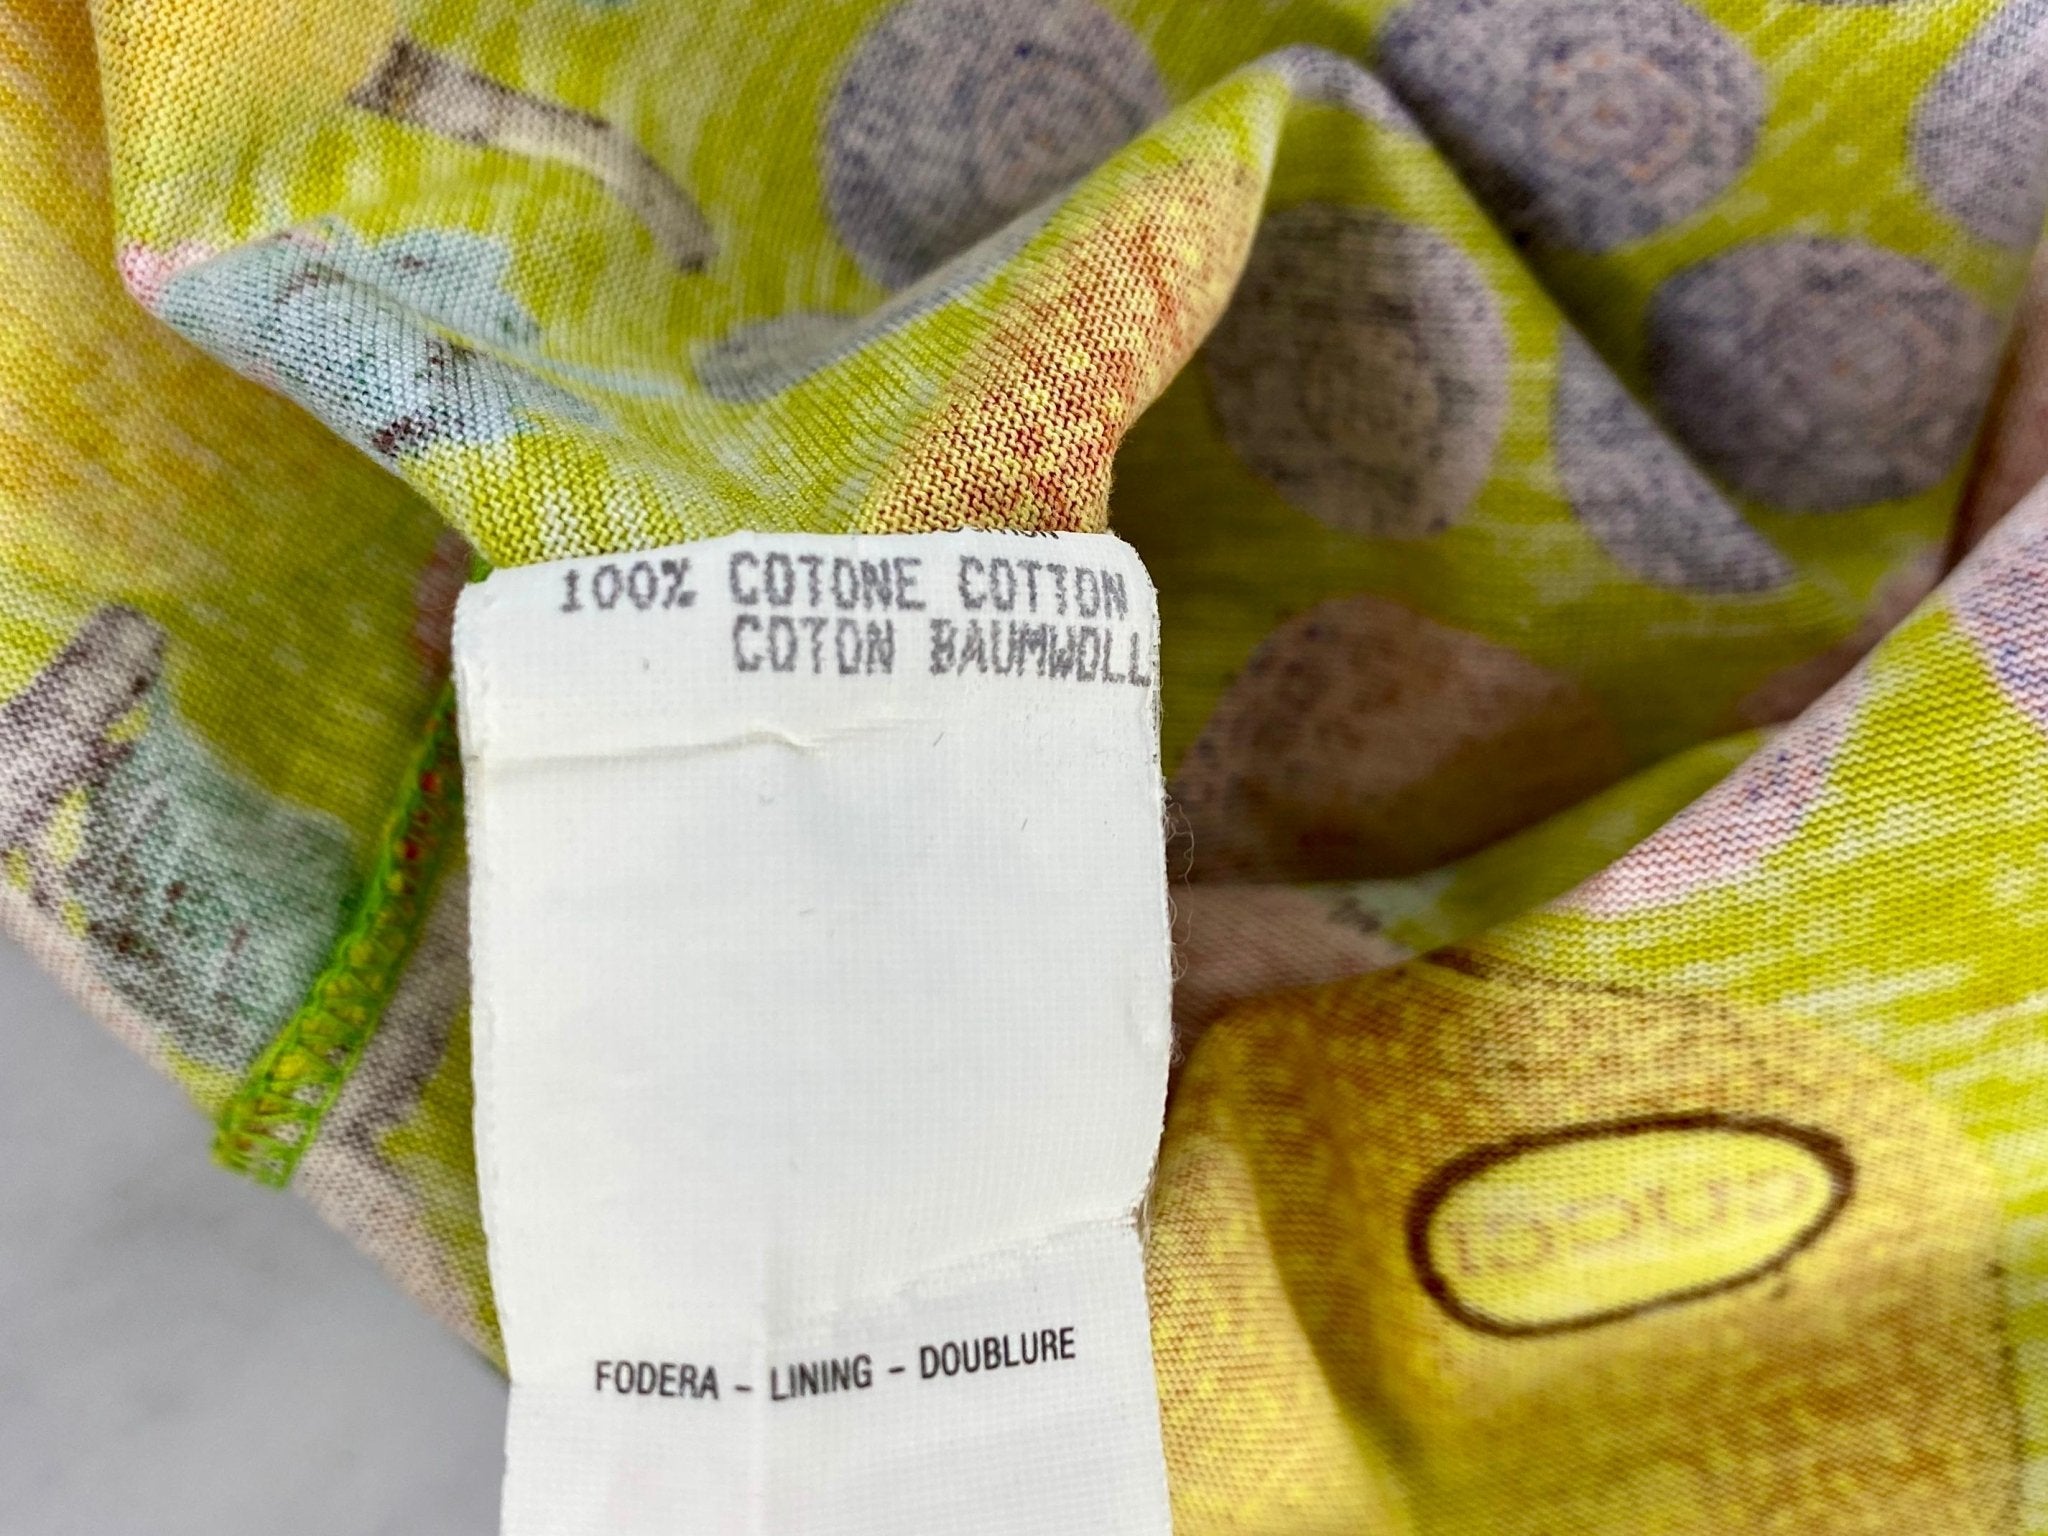 100% COTONE COTTON
COTON BAUMWOLL
FODERA - LINING - DOUBLURE